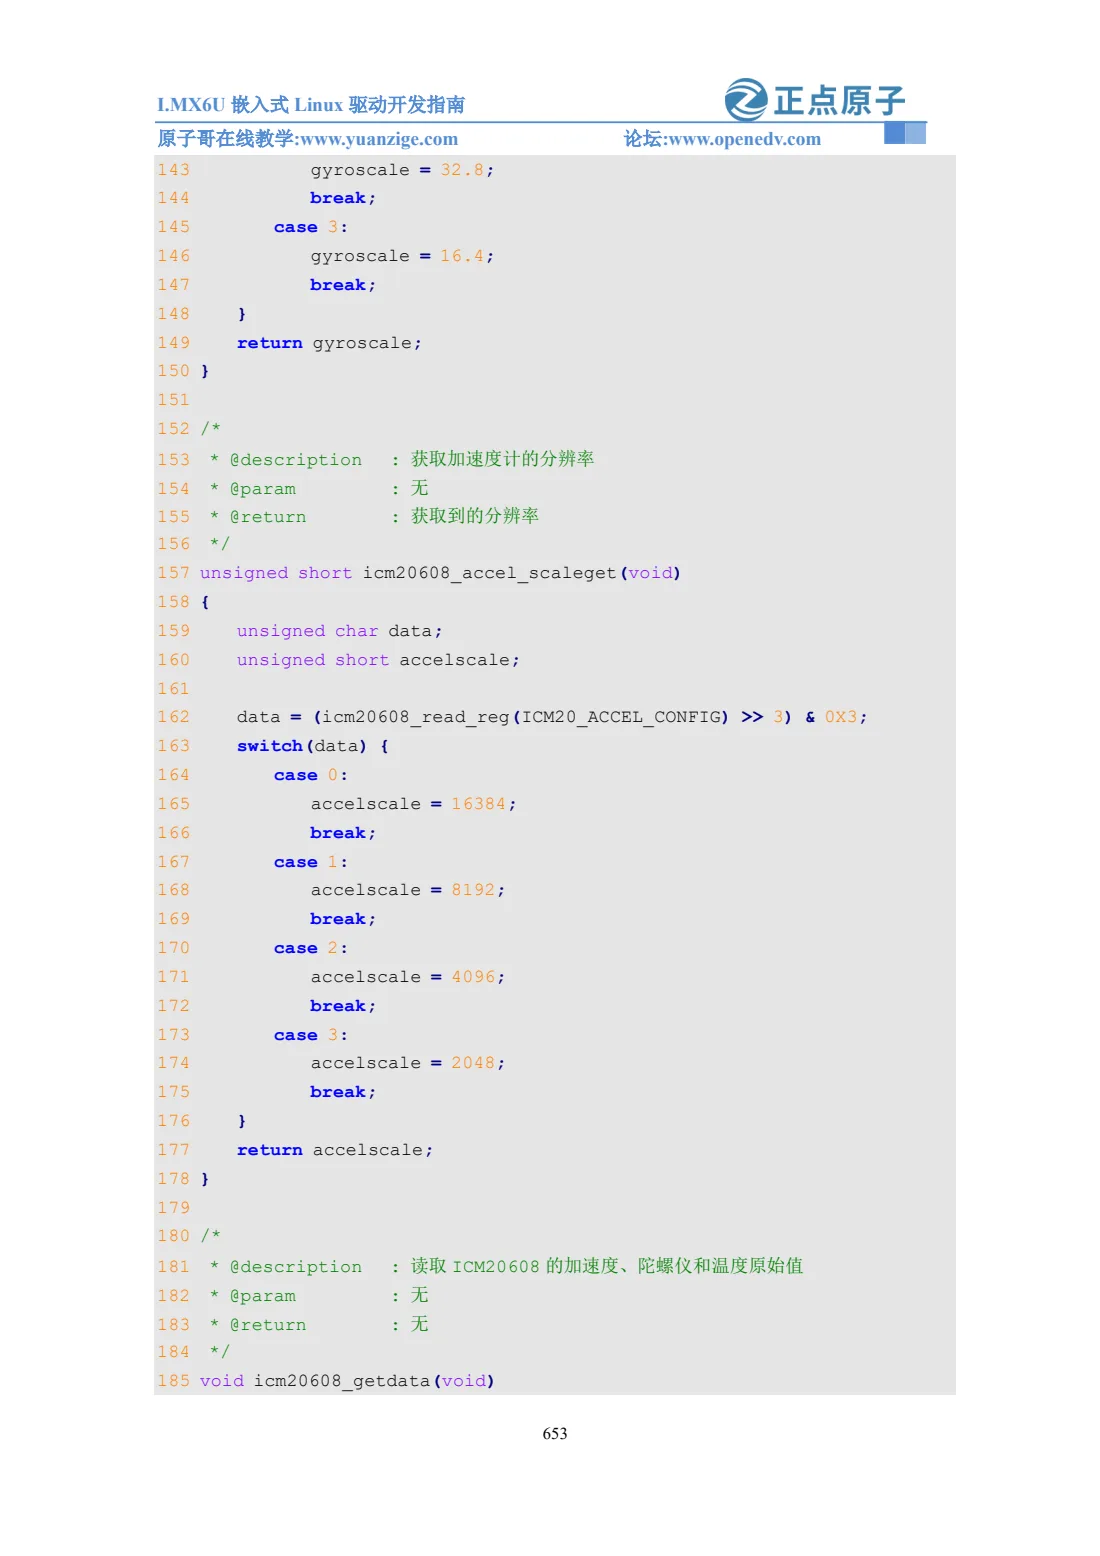 I.MX6U 嵌入式 Linux 驱动开发指南
正点原子
原子哥在线教学:www.yuanzige.com 论坛:www.openedv.com
143 gyroscale = 32.8;
144 break;
145 case 3:
146 gyroscale = 16.4;
147 break;
148 }
149 return gyroscale;
150 }
151
152 /*
153 * @description : 获取加速度计的分辨率
154 * @param : 无
155 * @return : 获取到的分辨率
156 */
157 unsigned short icm20608_accel_scaleget(void)
158 {
159 unsigned char data;
160 unsigned short accelscale;
161
162 data = (icm20608_read_reg(ICM20_ACCEL_CONFIG) >> 3) & 0X3;
163 switch(data) {
164 case 0:
165 accelscale = 16384;
166 break;
167 case 1:
168 accelscale = 8192;
169 break;
170 case 2:
171 accelscale = 4096;
172 break;
173 case 3:
174 accelscale = 2048;
175 break;
176 }
177 return accelscale;
178 }
179
180 /*
181 * @description : 读取 ICM20608 的加速度、陀螺仪和温度原始值
182 * @param : 无
183 * @return : 无
184 */
185 void icm20608_getdata(void)
653